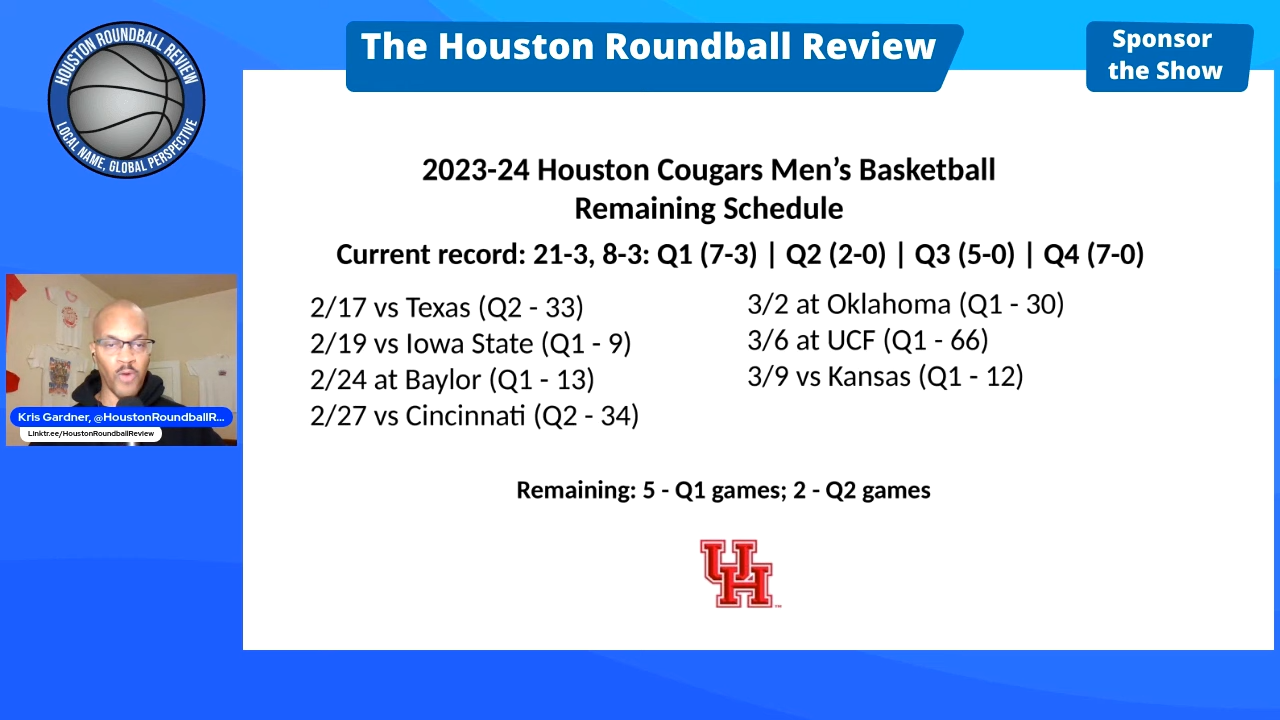 HOUSTON ROUNDBALL REVIEW
LOCAL NAME, GLOBAL PERSPECTIVE
The Houston Roundball Review
Sponsor
the Show
2023-24 Houston Cougars Men’s Basketball
Remaining Schedule
Current record: 21-3, 8-3: Q1 (7-3) | Q2 (2-0) | Q3 (5-0) | Q4 (7-0)
2/17 vs Texas (Q2 - 33)
2/19 vs Iowa State (Q1 - 9)
2/24 at Baylor (Q1 - 13)
2/27 vs Cincinnati (Q2 - 34)
3/2 at Oklahoma (Q1 - 30)
3/6 at UCF (Q1 - 66)
3/9 vs Kansas (Q1 - 12)
Remaining: 5 - Q1 games; 2 - Q2 games
UH
TM
Kris Gardner, @HoustonRoundballR...
Linktr.ee/HoustonRoundballReview